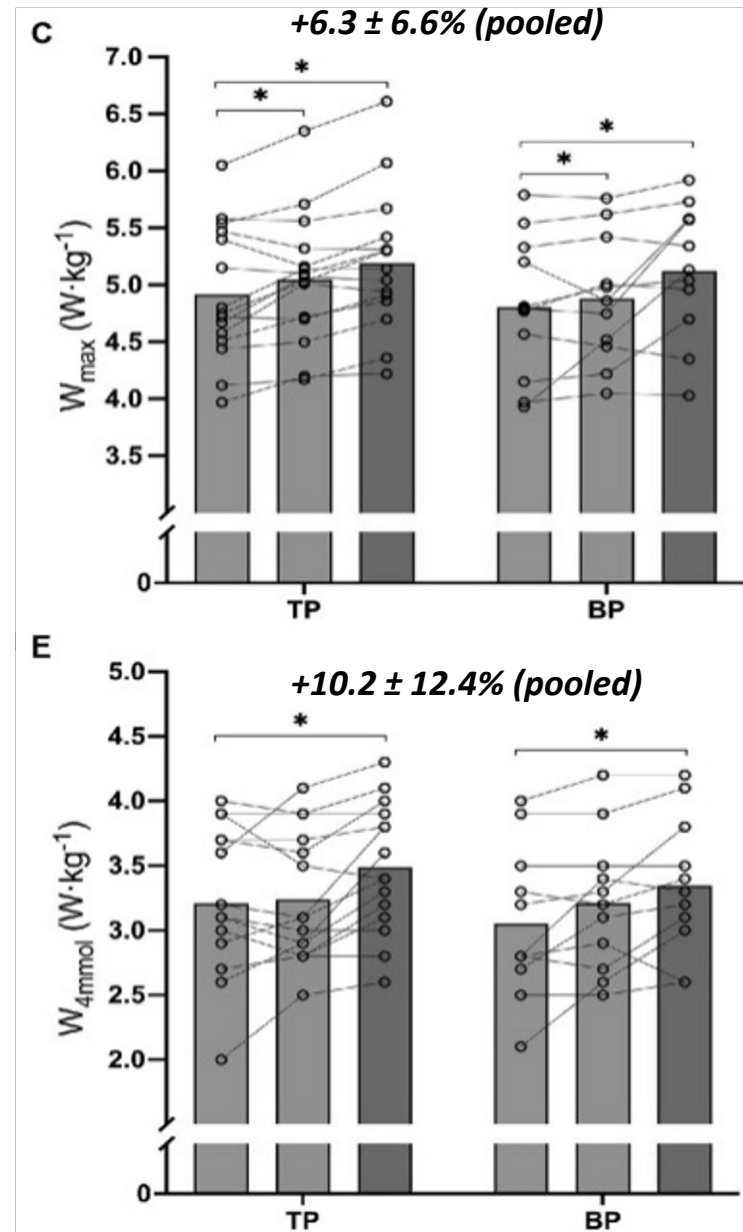 C
+6.3 ± 6.6% (pooled)
7.0
*
*
6.5
*
*
6.0
5.5
5.0
4.5
4.0
3.5
0
Wmax (W·kg-1)
TP
BP
E
5.0
+10.2 ± 12.4% (pooled)
*
*
4.5
4.0
3.5
3.0
2.5
2.0
0
W4mmol (W·kg-1)
TP
BP